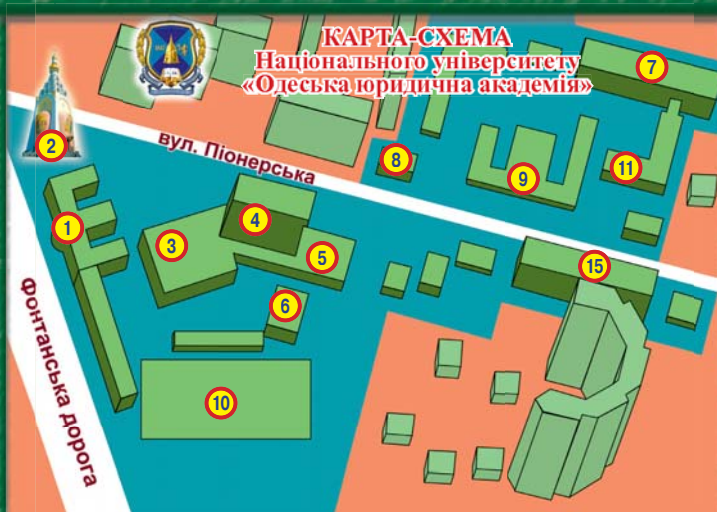 КАРТА-СХЕМА
Національного університету
«Одеська юридична академія»
7
2
вул. Піонерська
8
9
11
1
3
4
5
15
6
Фонтанська дорога
10